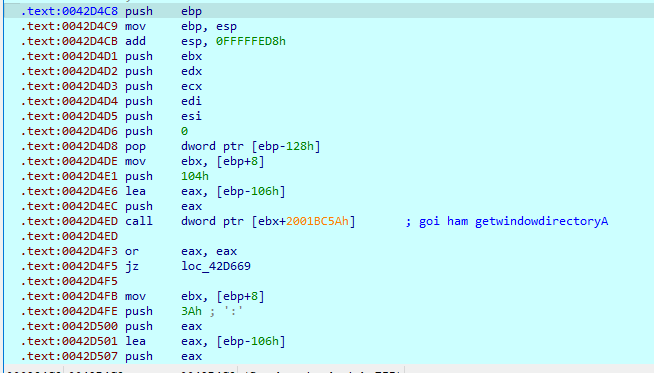 .text:0042D4C8 push ebp
.text:0042D4C9 mov ebp, esp
.text:0042D4CB add esp, 0FFFFFED8h
.text:0042D4D1 push ebx
.text:0042D4D2 push edx
.text:0042D4D3 push ecx
.text:0042D4D4 push edi
.text:0042D4D5 push esi
.text:0042D4D6 push 0
.text:0042D4D8 pop dword ptr [ebp-128h]
.text:0042D4DE mov ebx, [ebp+8]
.text:0042D4E1 push 104h
.text:0042D4E6 lea eax, [ebp-106h]
.text:0042D4EC push eax
.text:0042D4ED call dword ptr [ebx+2001BC5Ah] ; goi ham getwindowdirectoryA
.text:0042D4ED
.text:0042D4F3 or eax, eax
.text:0042D4F5 jz loc_42D669
.text:0042D4F5
.text:0042D4FB mov ebx, [ebp+8]
.text:0042D4FE push 3Ah ; ':'
.text:0042D500 push eax
.text:0042D501 lea eax, [ebp-106h]
.text:0042D507 push eax